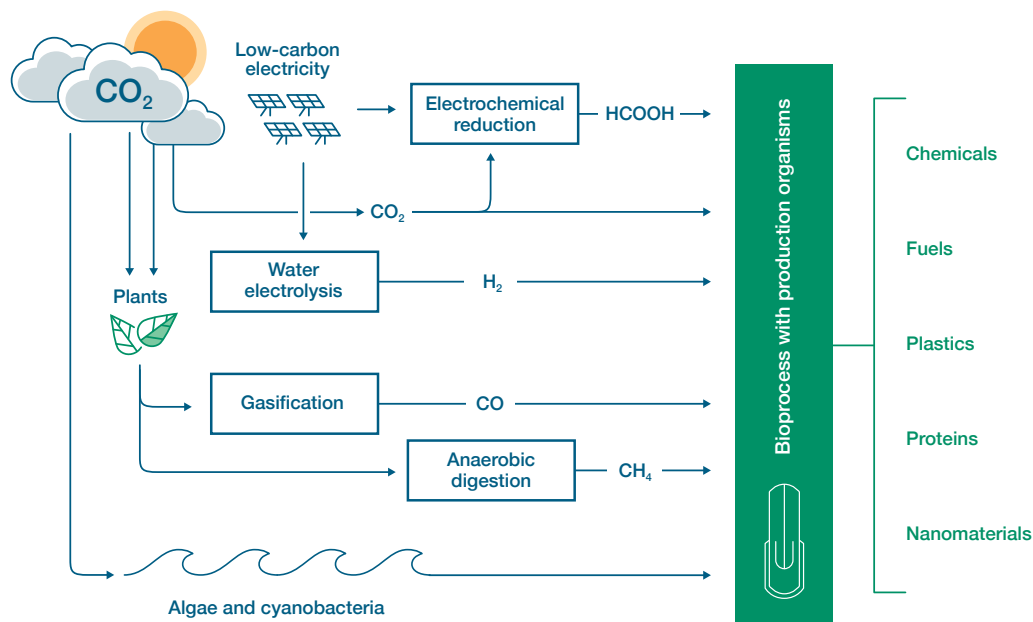 CO₂
Low-carbon
electricity
Electrochemical
reduction
HCOOH
CO₂
Water
electrolysis
H₂
Plants
Gasification
CO
Anaerobic
digestion
CH₄
Algae and cyanobacteria
Bioprocess with production organisms
Chemicals
Fuels
Plastics
Proteins
Nanomaterials